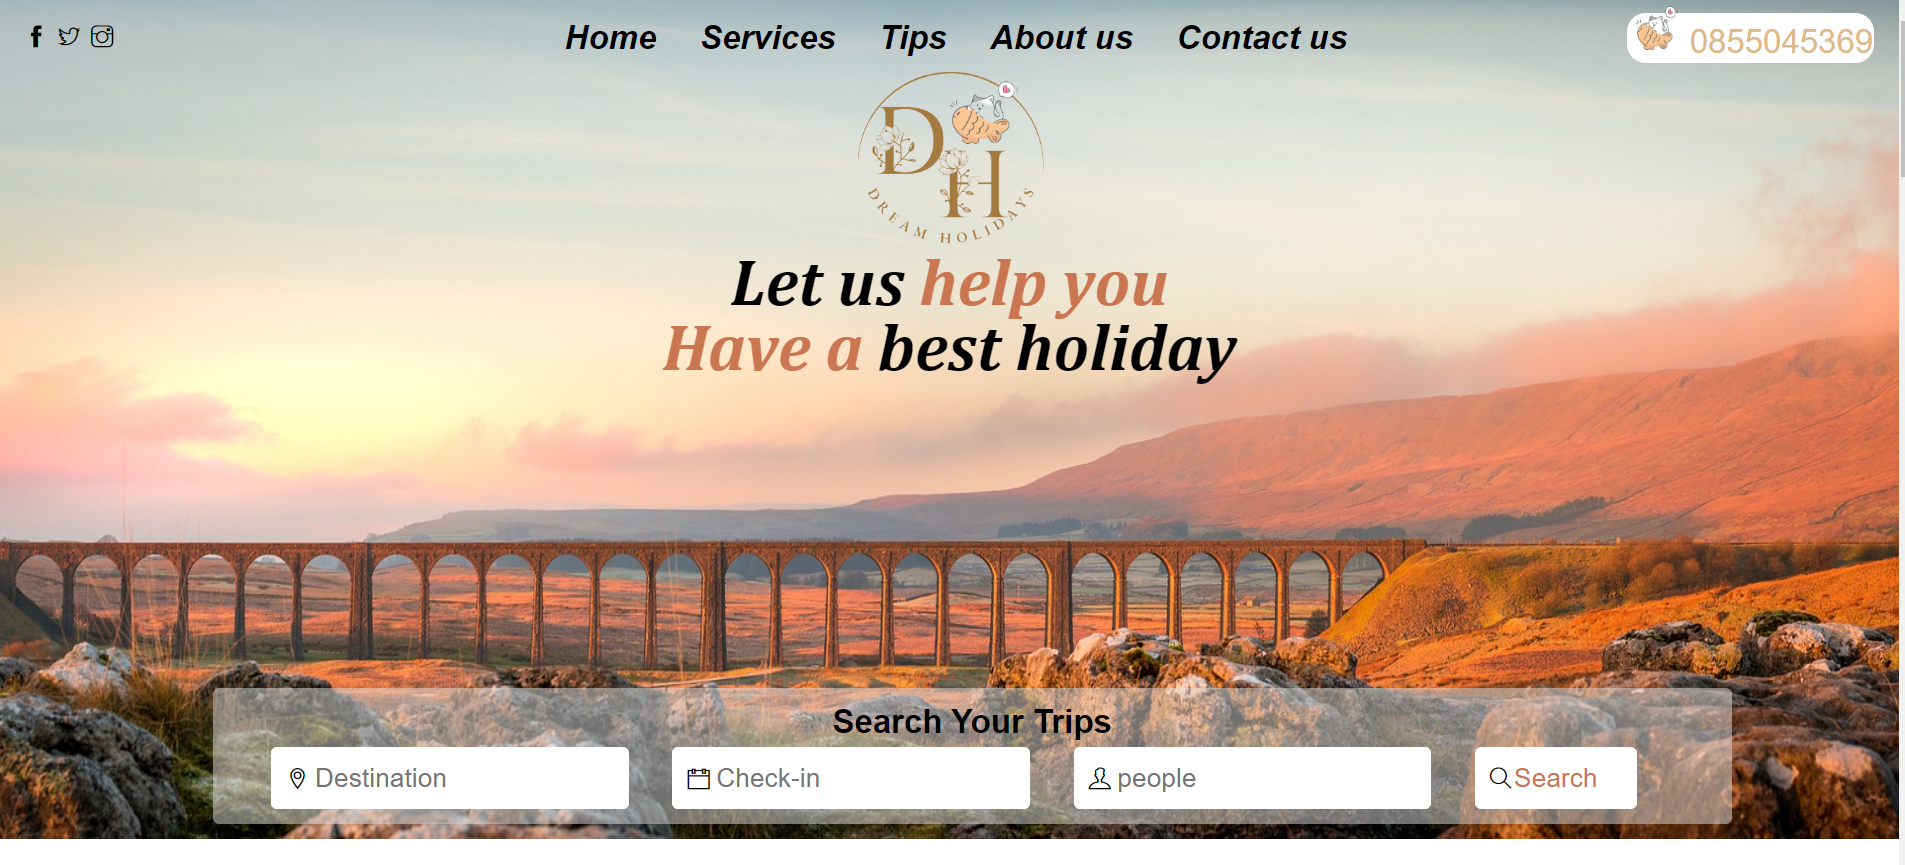 Home Services Tips About us Contact us
0855045369
DH
DREAM HOLIDAYS
Let us help you
Have a best holiday
Search Your Trips
Destination Check-in people Search